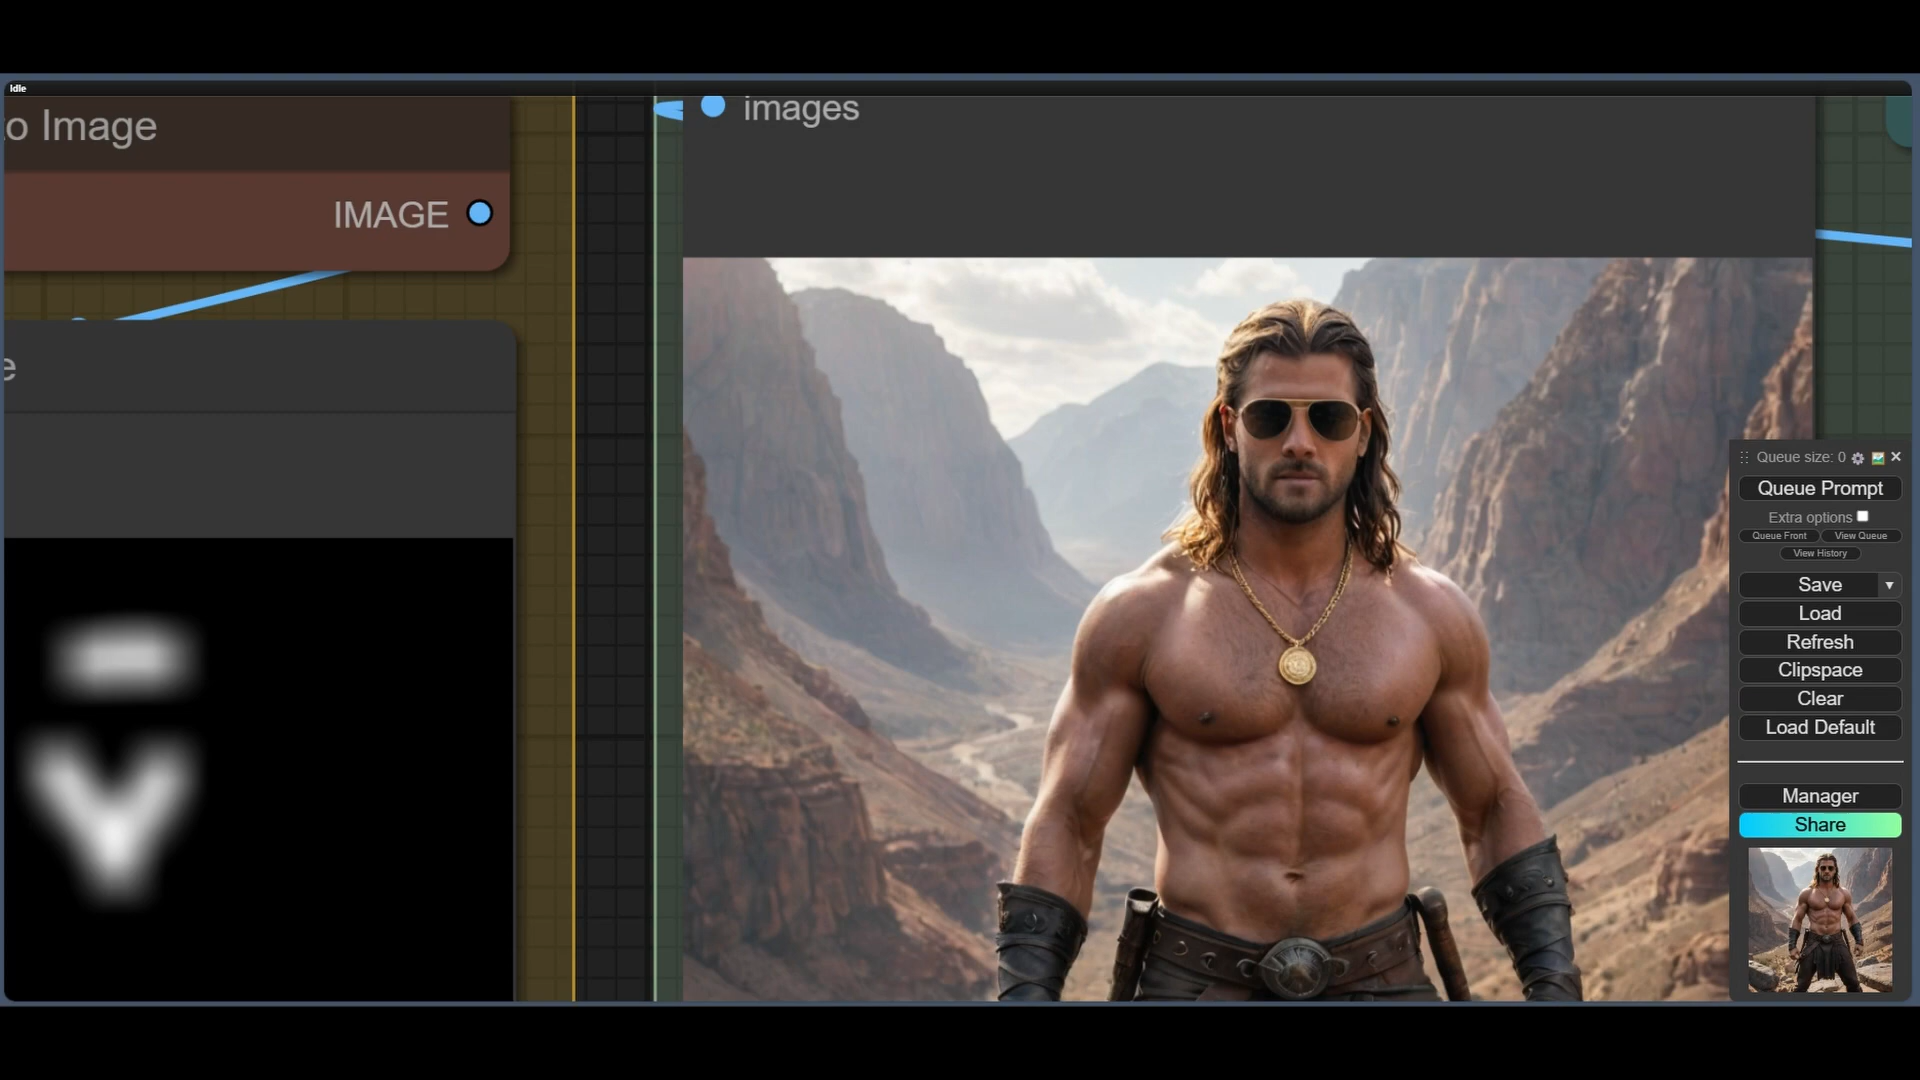 Idle
o Image
IMAGE
e
images
Queue size: 0
Queue Prompt
Extra options
Queue Front
View Queue
View History
Save
Load
Refresh
Clipspace
Clear
Load Default
Manager
Share